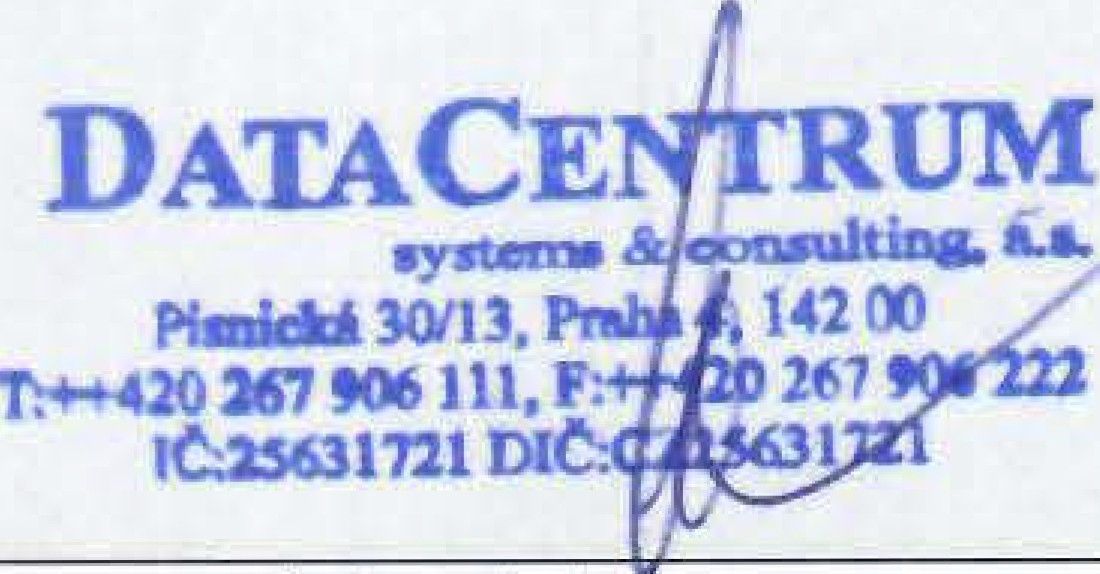 DATACENTRUM
systems & consulting, a.s.
Písnická 30/13, Praha 4, 142 00
T:++420 267 906 111, F:++420 267 906 222
IČ:25631721 DIČ:CZ25631721